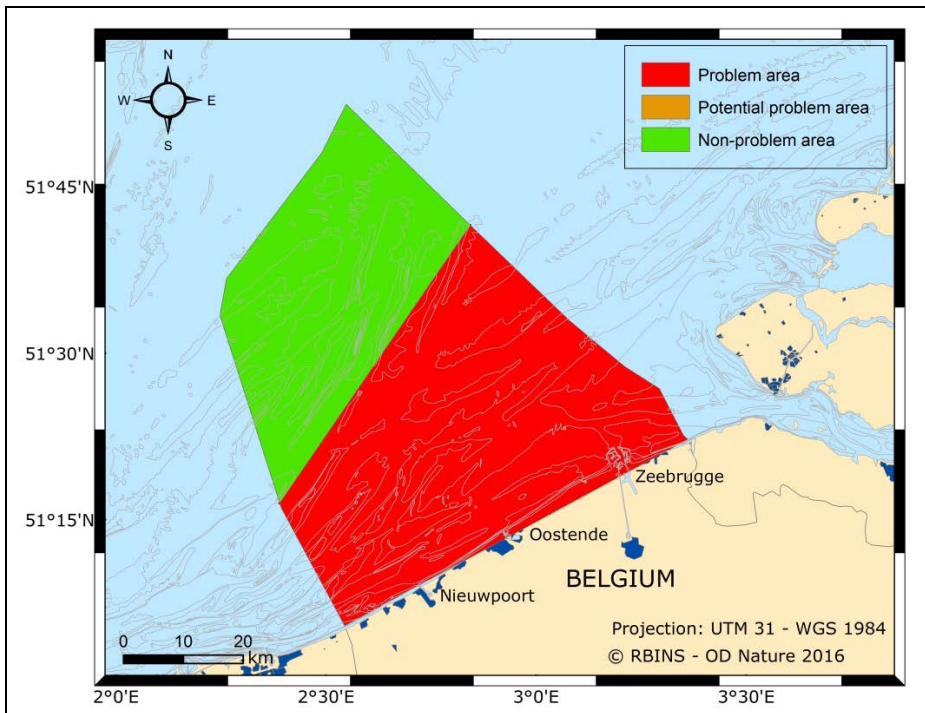 N
W E
S
Problem area
Potential problem area
Non-problem area
51°45'N
51°30'N
51°15'N
Zeebrugge
Oostende
BELGIUM
Nieuwpoort
Projection: UTM 31 - WGS 1984
© RBINS - OD Nature 2016
0 10 20
km
2°0'E 2°30'E 3°0'E 3°30'E